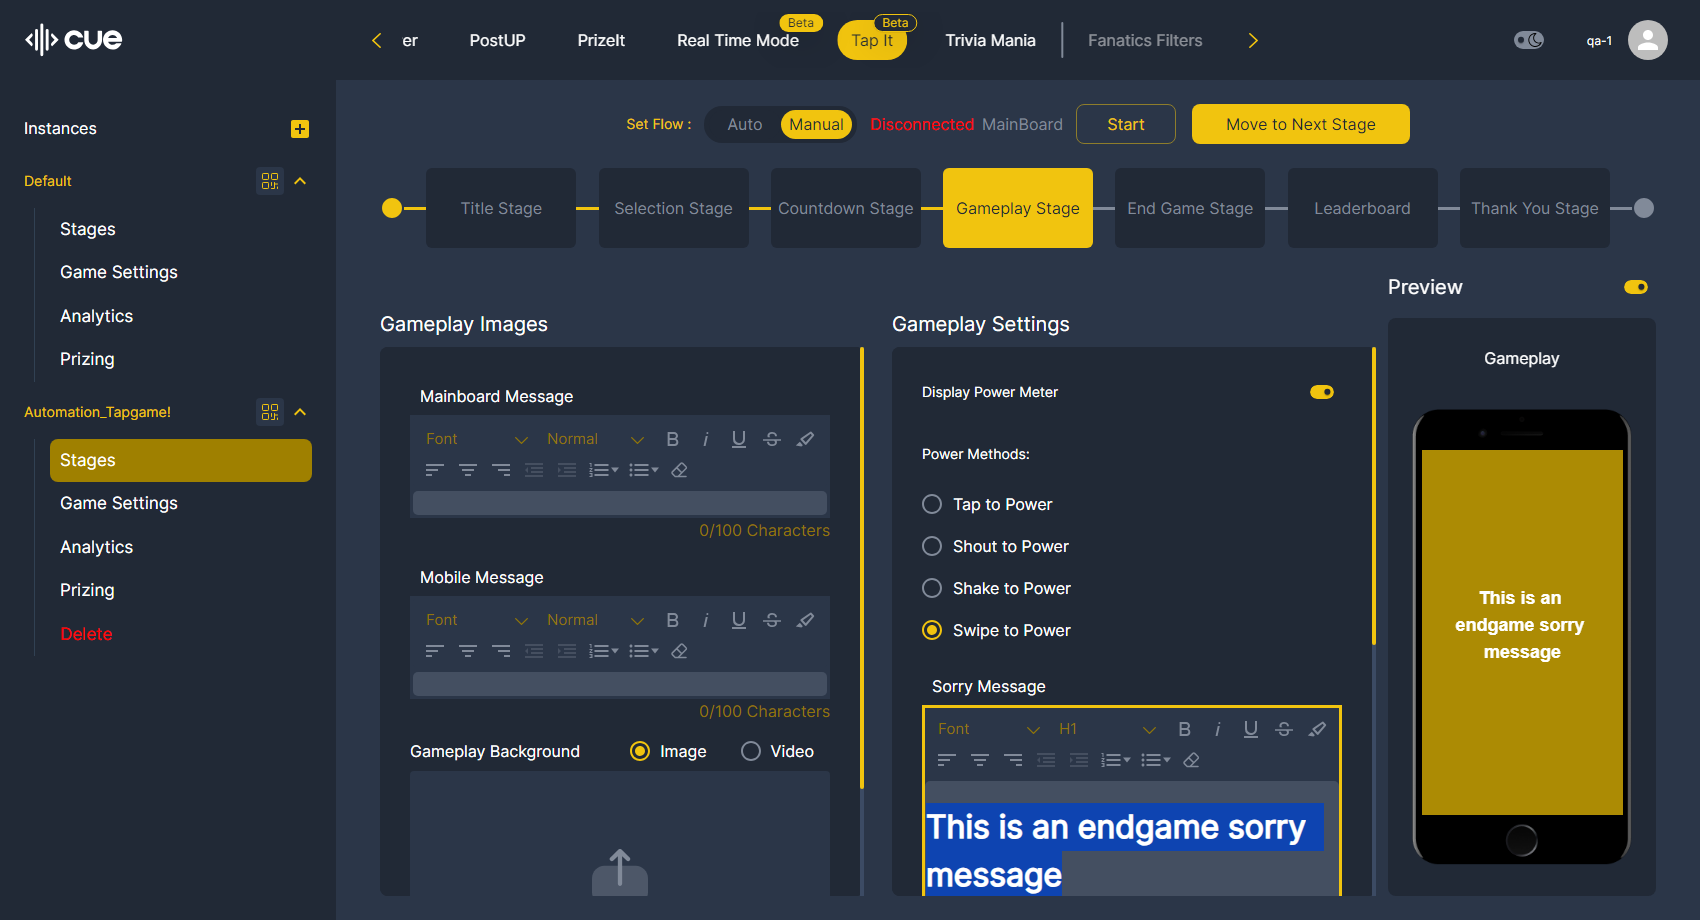 cue
er
PostUP
PrizeIt
Real Time Mode
Beta
Tap It
Beta
Trivia Mania
Fanatics Filters
qa-1
Instances
Default
Stages
Game Settings
Analytics
Prizing
Automation_Tapgame!
Stages
Game Settings
Analytics
Prizing
Delete
Set Flow :
Auto
Manual
Disconnected MainBoard
Start
Move to Next Stage
Title Stage
Selection Stage
Countdown Stage
Gameplay Stage
End Game Stage
Leaderboard
Thank You Stage
Gameplay Images
Mainboard Message
Font
Normal
B i U S
0/100 Characters
Mobile Message
Font
Normal
B i U S
0/100 Characters
Gameplay Background
Image
Video
Gameplay Settings
Display Power Meter
Power Methods:
Tap to Power
Shout to Power
Shake to Power
Swipe to Power
Sorry Message
Font
H1
B i U S
This is an endgame sorry
message
Preview
Gameplay
This is an
endgame sorry
message